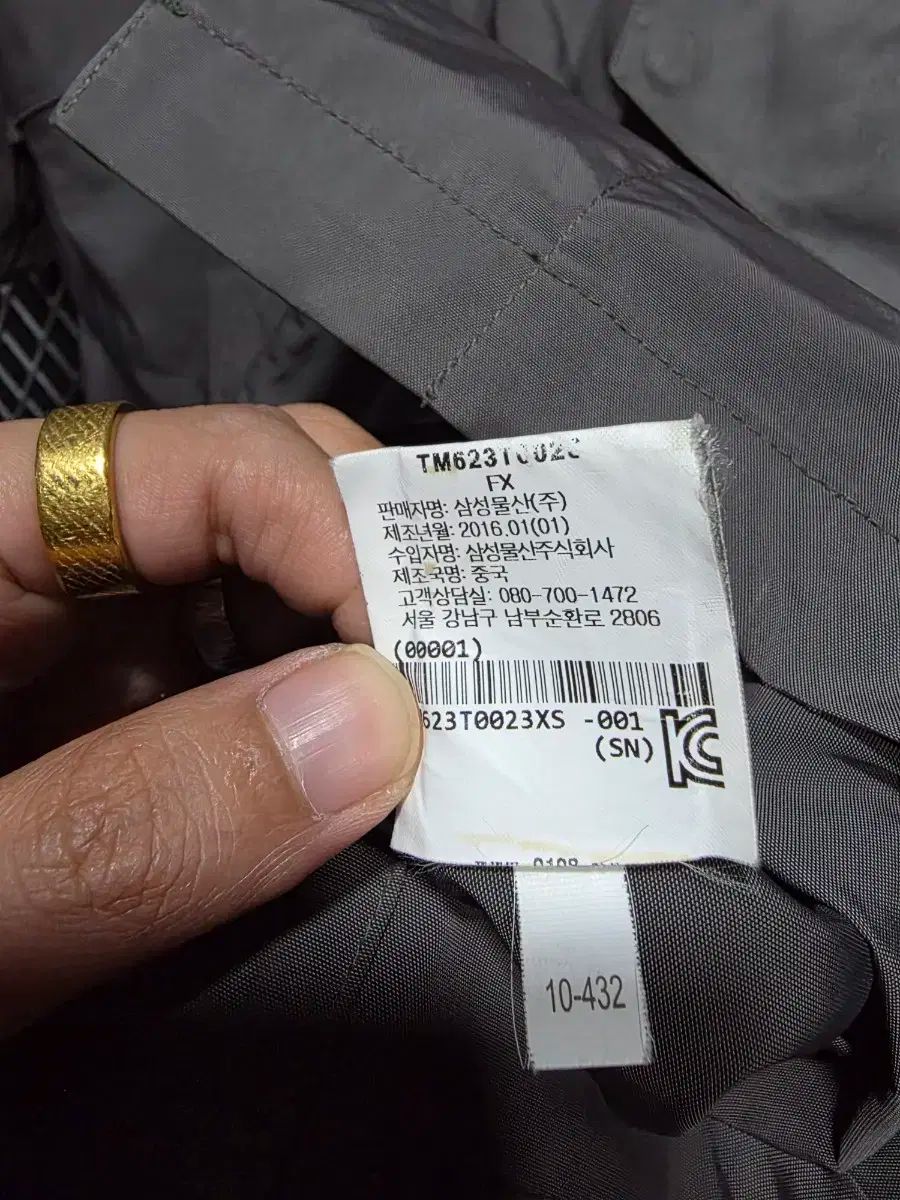 FX
판매자명: 삼성물산(주)
제조년월: 2016.01(01)
수입자명: 삼성물산주식회사
제조국명: 중국
고객상담실: 080-700-1472
서울 강남구 남부순환로 2806
(00001)
623T0023XS -001
(SN)
10-432